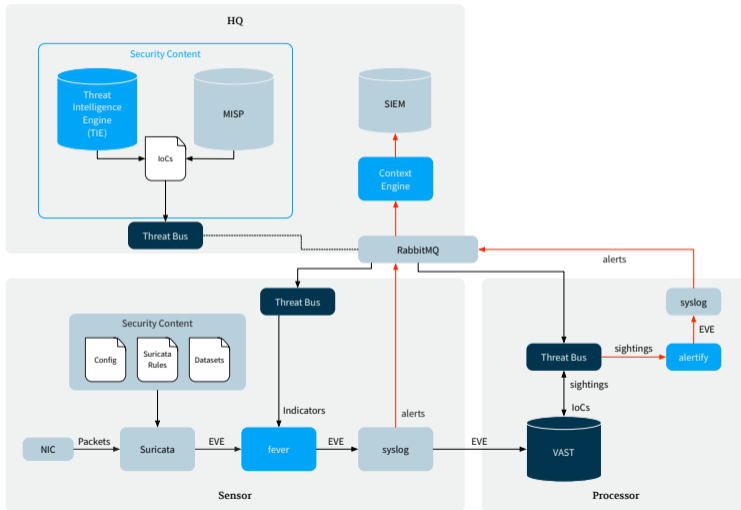 HQ
Security Content
Threat
Intelligence
Engine
(TIE)
MISP
IoCs
SIEM
Context
Engine
Threat Bus
RabbitMQ
alerts
Threat Bus
syslog
Security Content
EVE
Config
Suricata
Rules
Datasets
Threat Bus
sightings
alertify
sightings
Indicators
alerts
IoCs
NIC
Packets
Suricata
EVE
fever
EVE
syslog
EVE
VAST
Sensor
Processor